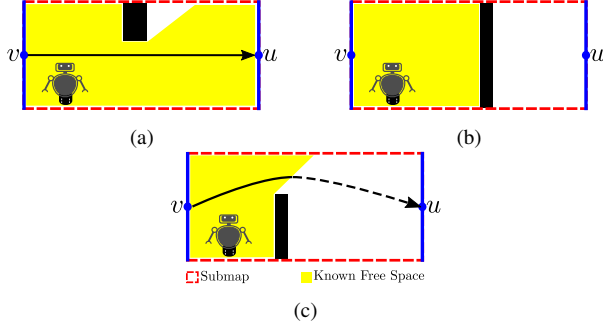 v u v u
(a) (b)
v u
Submap Known Free Space
(c)